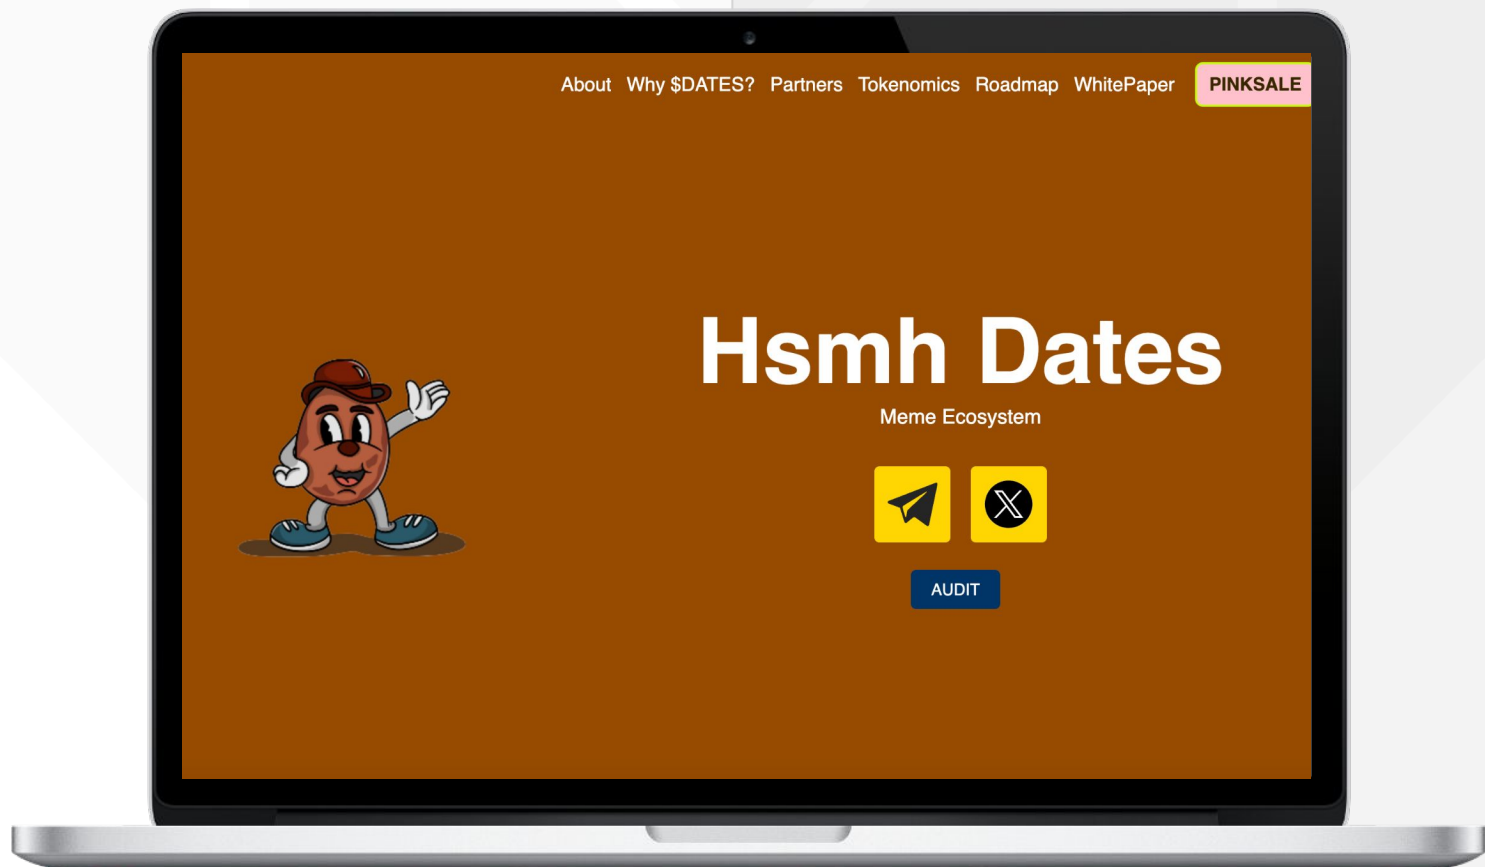 About Why $DATES? Partners Tokenomics Roadmap WhitePaper PINKSALE
Hsmh Dates
Meme Ecosystem
AUDIT